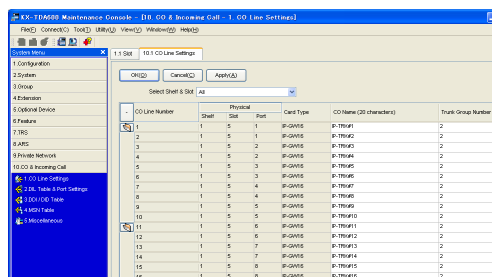 KX-TDA600 Maintenance Console - [10. CO & Incoming Call - 1. CO Line Settings]
File(F) Connect(C) Tool(T) Utility(U) View(V) Window(W) Help(H)
System Menu X 1.1 Slot 10.1 CO Line Settings
1.Configuration
2.System
3.Group
4.Extension
5.Optional Device
6.Feature
7.TRS
8.ARS
9.Private Network
10.CO & Incoming Call
1.CO Line Settings
2.DIL Table & Port Settings
3.DDI / DID Table
4.MSN Table
5.Miscellaneous
OK(O) Cancel(C) Apply(A)
Select Shelf & Slot All
CO Line Number Physical Card Type CO Name (20 characters) Trunk Group Number
Shelf Slot Port
1 1 5 1 IP-GW16 IP-TRK#1 2
2 1 5 1 IP-GW16 IP-TRK#2 2
3 1 5 2 IP-GW16 IP-TRK#3 2
4 1 5 2 IP-GW16 IP-TRK#4 2
5 1 5 3 IP-GW16 IP-TRK#5 2
6 1 5 3 IP-GW16 IP-TRK#6 2
7 1 5 4 IP-GW16 IP-TRK#7 2
8 1 5 4 IP-GW16 IP-TRK#8 2
9 1 5 5 IP-GW16 IP-TRK#9 2
10 1 5 5 IP-GW16 IP-TRK#10 2
11 1 5 6 IP-GW16 IP-TRK#11 2
12 1 5 6 IP-GW16 IP-TRK#12 2
13 1 5 7 IP-GW16 IP-TRK#13 2
14 1 5 7 IP-GW16 IP-TRK#14 2
15 1 5 8 IP-GW16 IP-TRK#15 2
16 1 5 8 IP-GW16 IP-TRK#16 2